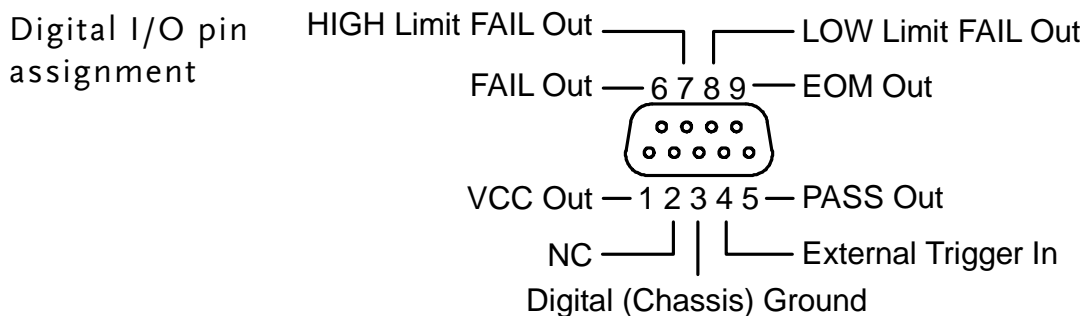 Digital I/O pin
assignment
HIGH Limit FAIL Out
LOW Limit FAIL Out
FAIL Out 6 7 8 9 EOM Out
VCC Out 1 2 3 4 5 PASS Out
NC
External Trigger In
Digital (Chassis) Ground